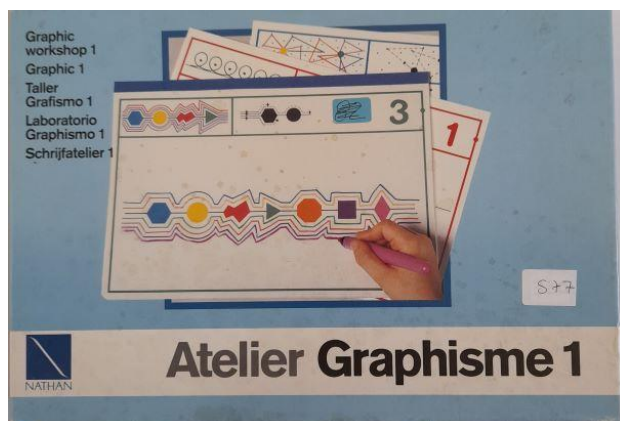 Graphic
workshop 1
Graphic 1
Taller
Grafismo 1
Laboratorio
Graphismo 1
Schrijfatelier 1
3
1
S77
NATHAN
Atelier Graphisme 1